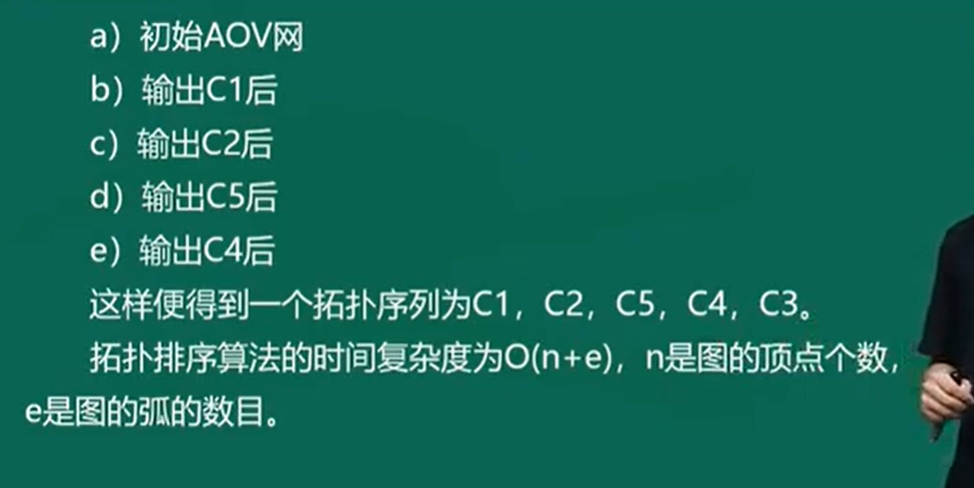 a）初始AOV网
b）输出C1后
c）输出C2后
d）输出C5后
e）输出C4后
这样便得到一个拓扑序列为C1，C2，C5，C4，C3。
拓扑排序算法的时间复杂度为O(n+e)，n是图的顶点个数，
e是图的弧的数目。